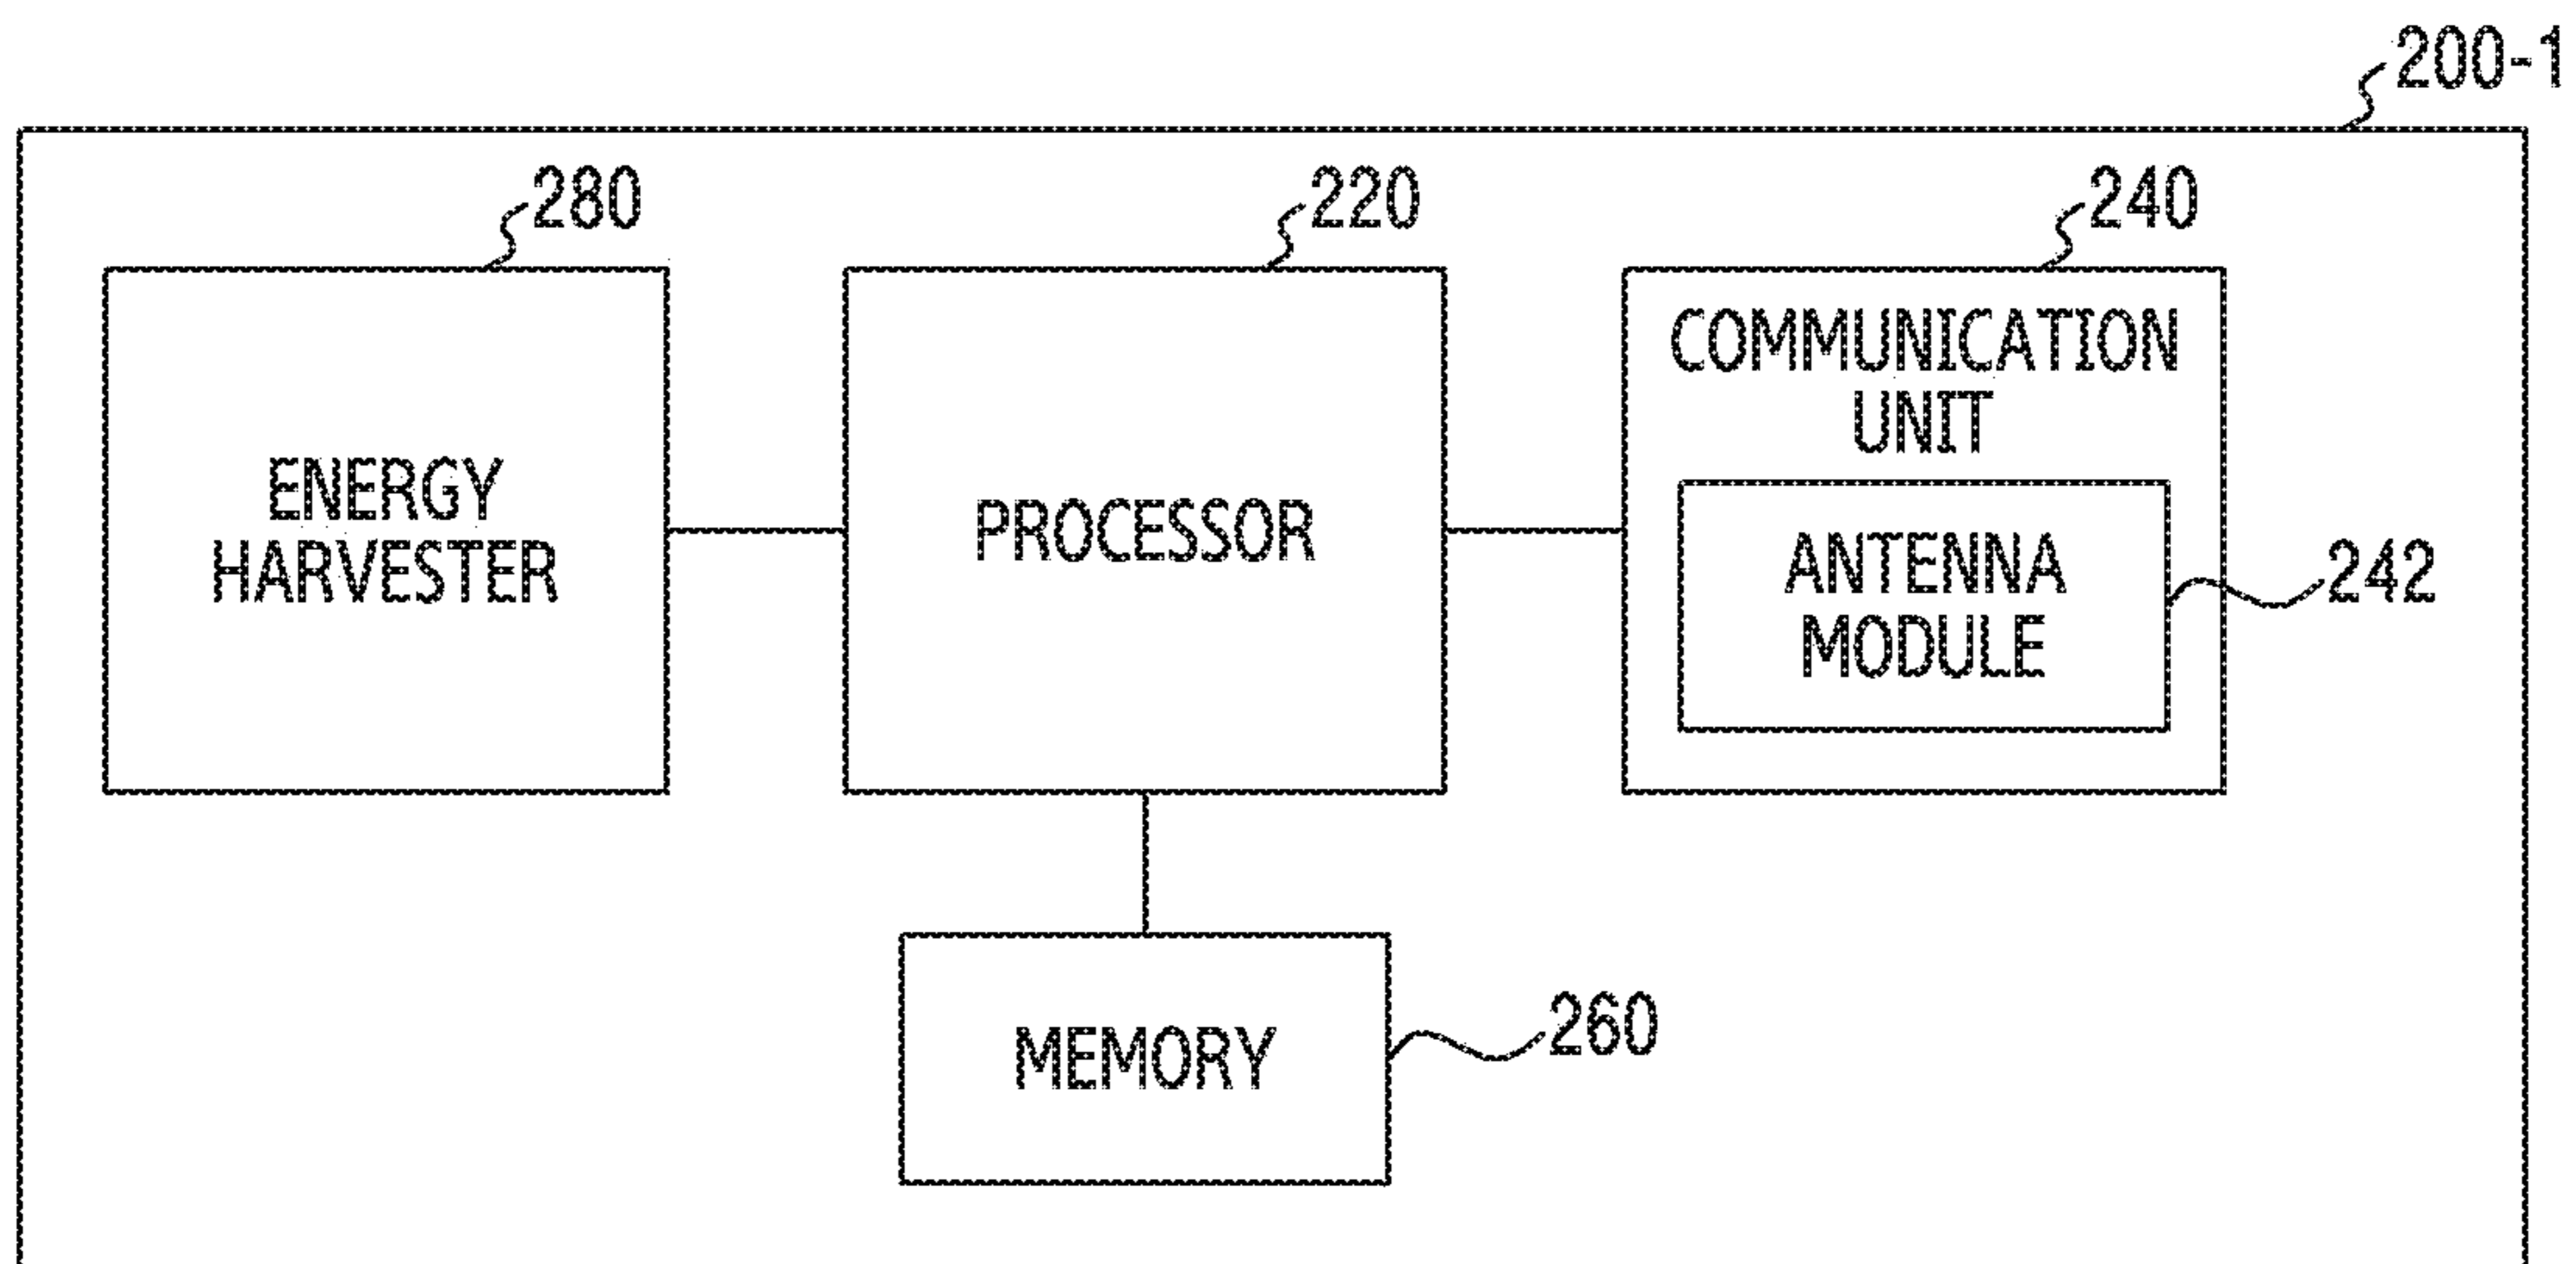 200-1
280
220
240
ENERGY
HARVESTER
PROCESSOR
COMMUNICATION
UNIT
ANTENNA
MODULE
242
MEMORY
260